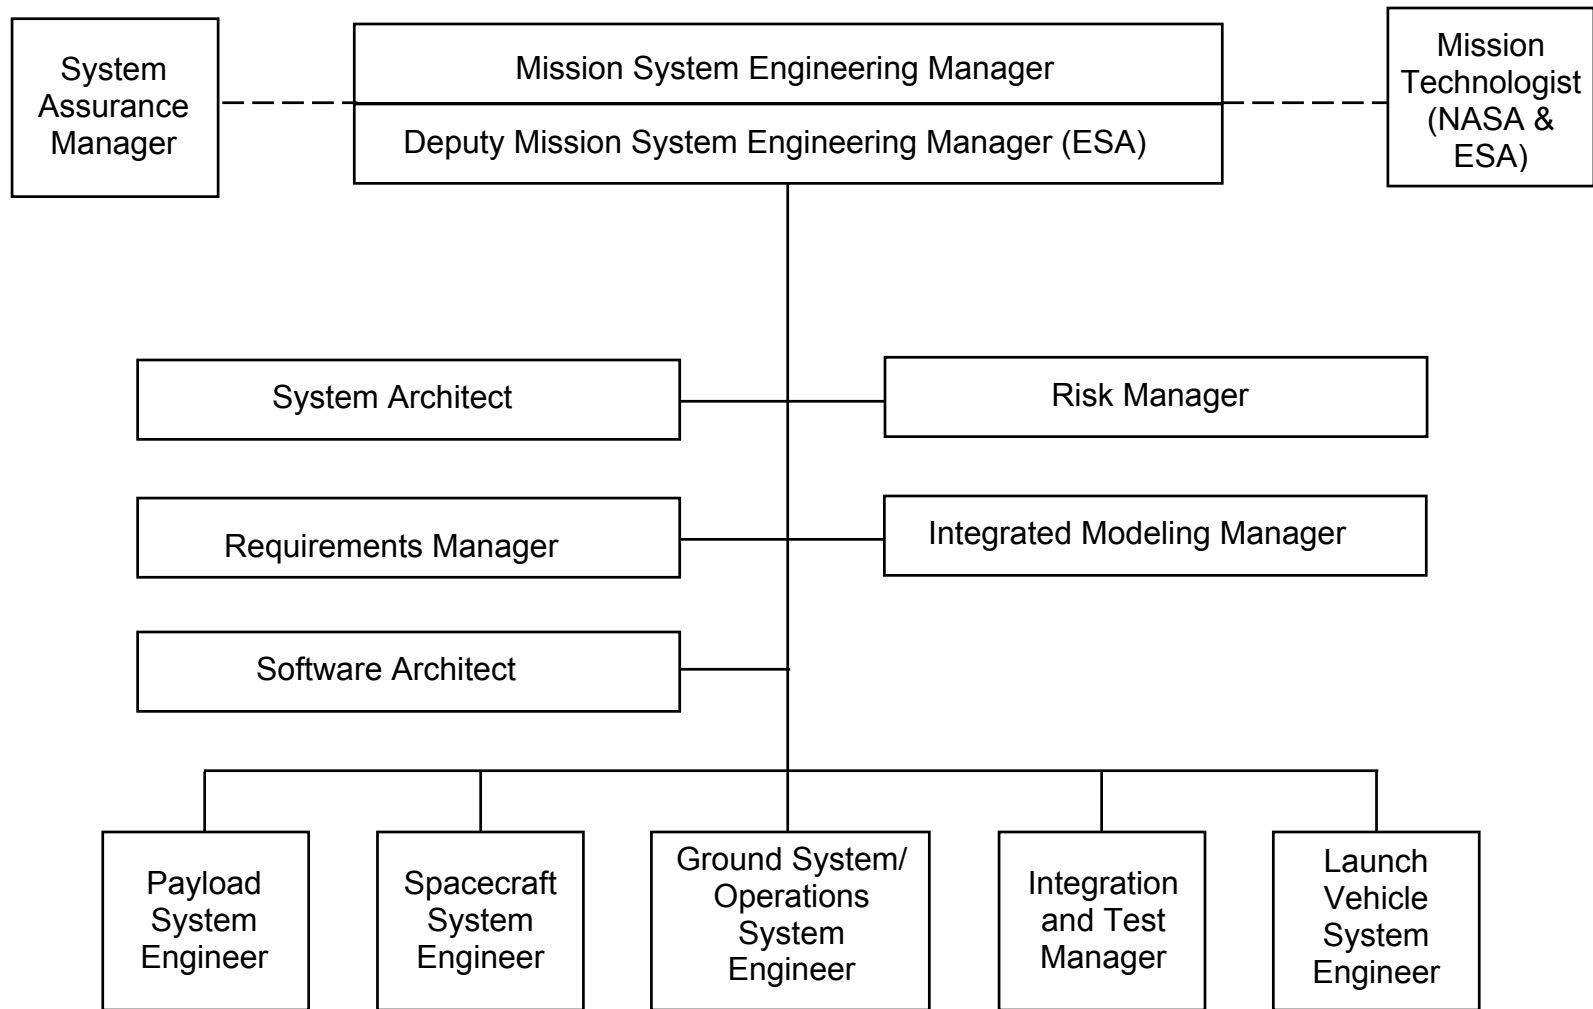 System
Assurance
Manager
Mission System Engineering Manager
Deputy Mission System Engineering Manager (ESA)
Mission
Technologist
(NASA &
ESA)
System Architect
Risk Manager
Requirements Manager
Integrated Modeling Manager
Software Architect
Payload
System
Engineer
Spacecraft
System
Engineer
Ground System/
Operations
System
Engineer
Integration
and Test
Manager
Launch
Vehicle
System
Engineer